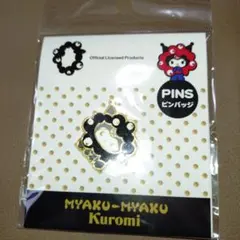 Official Licensed Products
PINS
ピンバッジ
MYAKU-MYAKU
Kuromi